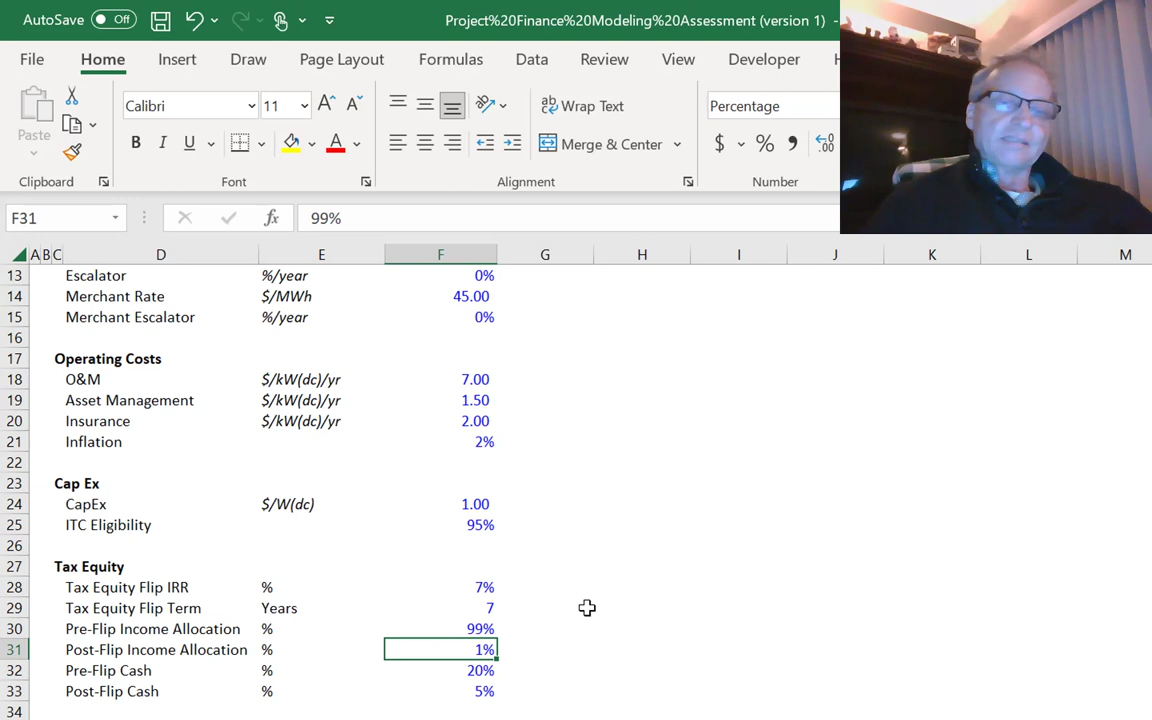 AutoSave Off Project%20Finance%20Modeling%20Assessment (version 1) -
File Home Insert Draw Page Layout Formulas Data Review View Developer
Calibri 11 Wrap Text Percentage
Paste B I U A Merge & Center $ %
Clipboard Font Alignment Number
F31 fx 99%
A B C D E F G H I J K L M
13 Escalator %/year 0%
14 Merchant Rate $/MWh 45.00
15 Merchant Escalator %/year 0%
16
17 Operating Costs
18 O&M $/kW(dc)/yr 7.00
19 Asset Management $/kW(dc)/yr 1.50
20 Insurance $/kW(dc)/yr 2.00
21 Inflation 2%
22
23 Cap Ex
24 CapEx $/W(dc) 1.00
25 ITC Eligibility 95%
26
27 Tax Equity
28 Tax Equity Flip IRR % 7%
29 Tax Equity Flip Term Years 7
30 Pre-Flip Income Allocation % 99%
31 Post-Flip Income Allocation % 1%
32 Pre-Flip Cash % 20%
33 Post-Flip Cash % 5%
34